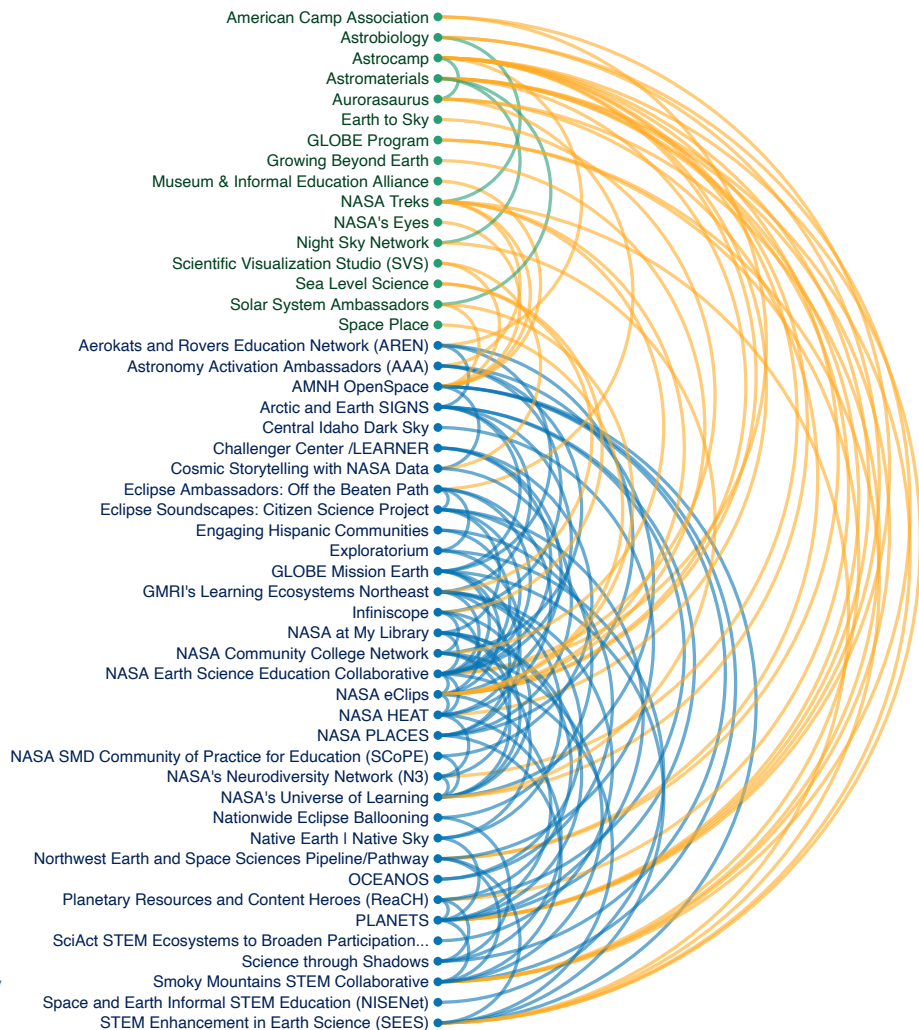 American Camp Association
Astrobiology
Astrocamp
Astromaterials
Aurorasaurus
Earth to Sky
GLOBE Program
Growing Beyond Earth
Museum & Informal Education Alliance
NASA Treks
NASA's Eyes
Night Sky Network
Scientific Visualization Studio (SVS)
Sea Level Science
Solar System Ambassadors
Space Place
Aerokats and Rovers Education Network (AREN)
Astronomy Activation Ambassadors (AAA)
AMNH OpenSpace
Arctic and Earth SIGNS
Central Idaho Dark Sky
Challenger Center /LEARNER
Cosmic Storytelling with NASA Data
Eclipse Ambassadors: Off the Beaten Path
Eclipse Soundscapes: Citizen Science Project
Engaging Hispanic Communities
Exploratorium
GLOBE Mission Earth
GMRI's Learning Ecosystems Northeast
Infiniscope
NASA at My Library
NASA Community College Network
NASA Earth Science Education Collaborative
NASA eClips
NASA HEAT
NASA PLACES
NASA SMD Community of Practice for Education (SCoPE)
NASA's Neurodiversity Network (N3)
NASA's Universe of Learning
Nationwide Eclipse Ballooning
Native Earth | Native Sky
Northwest Earth and Space Sciences Pipeline/Pathway
OCEANOS
Planetary Resources and Content Heroes (ReaCH)
PLANETS
SciAct STEM Ecosystems to Broaden Participation...
Science through Shadows
Smoky Mountains STEM Collaborative
Space and Earth Informal STEM Education (NISENet)
STEM Enhancement in Earth Science (SEES)